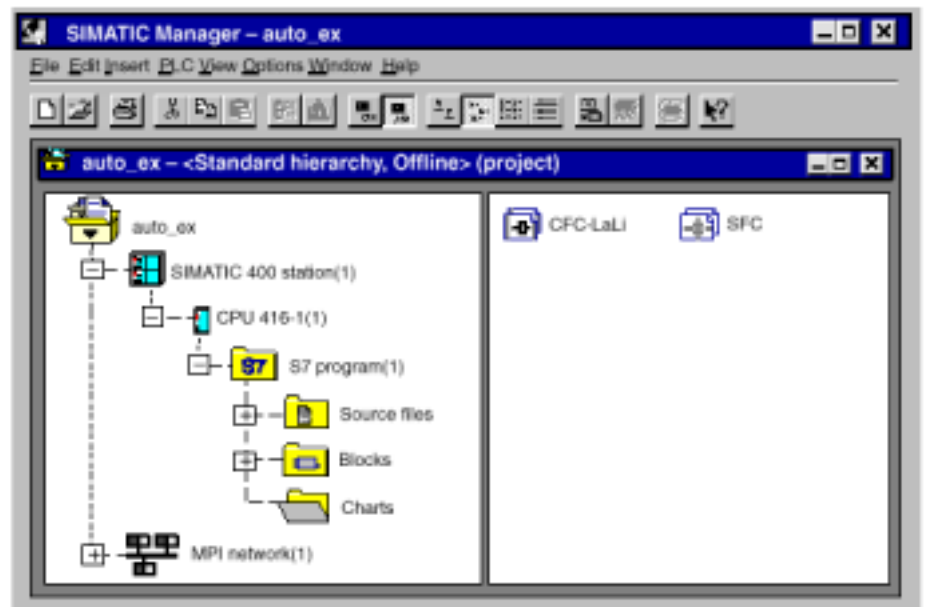 SIMATIC Manager – auto_ex
File Edit Insert PLC View Options Window Help
auto_ex – <Standard hierarchy, Offline> (project)
auto_ex
SIMATIC 400 station(1)
CPU 416-1(1)
S7 S7 program(1)
Source files
Blocks
Charts
MPI network(1)
CFC-LaLi
SFC